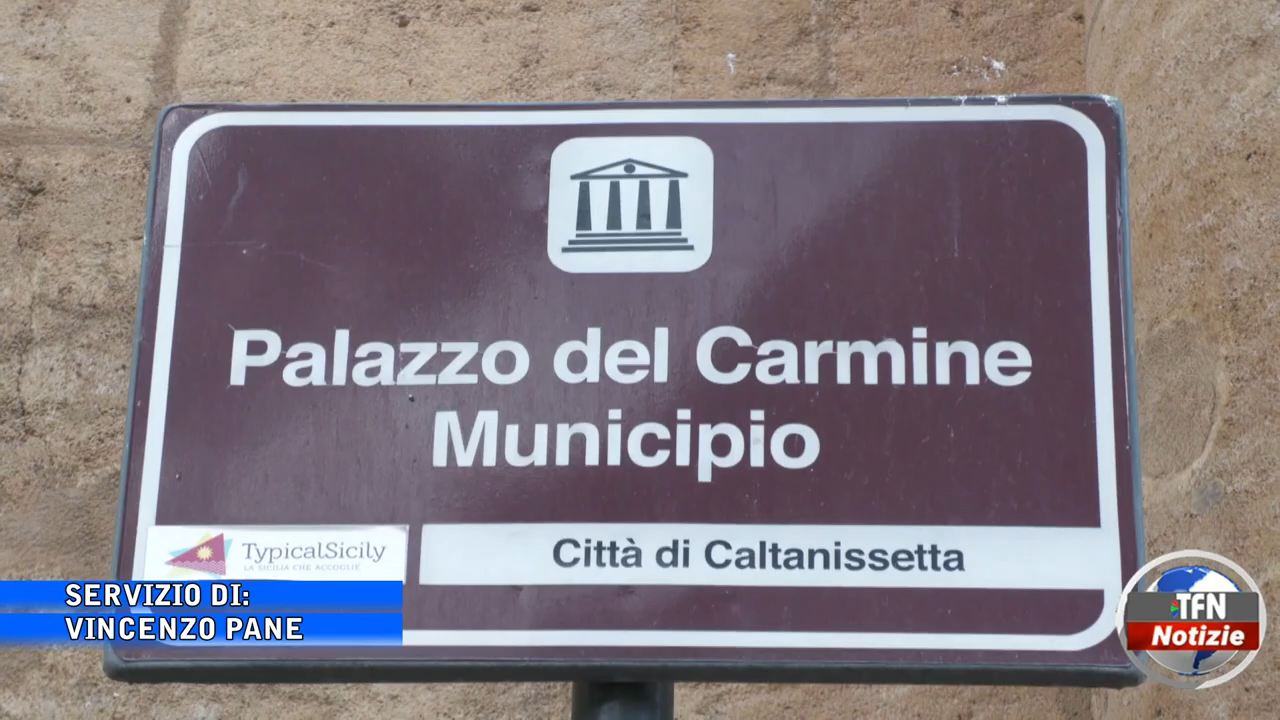 Palazzo del Carmine
Municipio
TypicalSicily
LA SICILIA CHE ACCOGLIE
Città di Caltanissetta
SERVIZIO DI:
VINCENZO PANE
TFN
Notizie